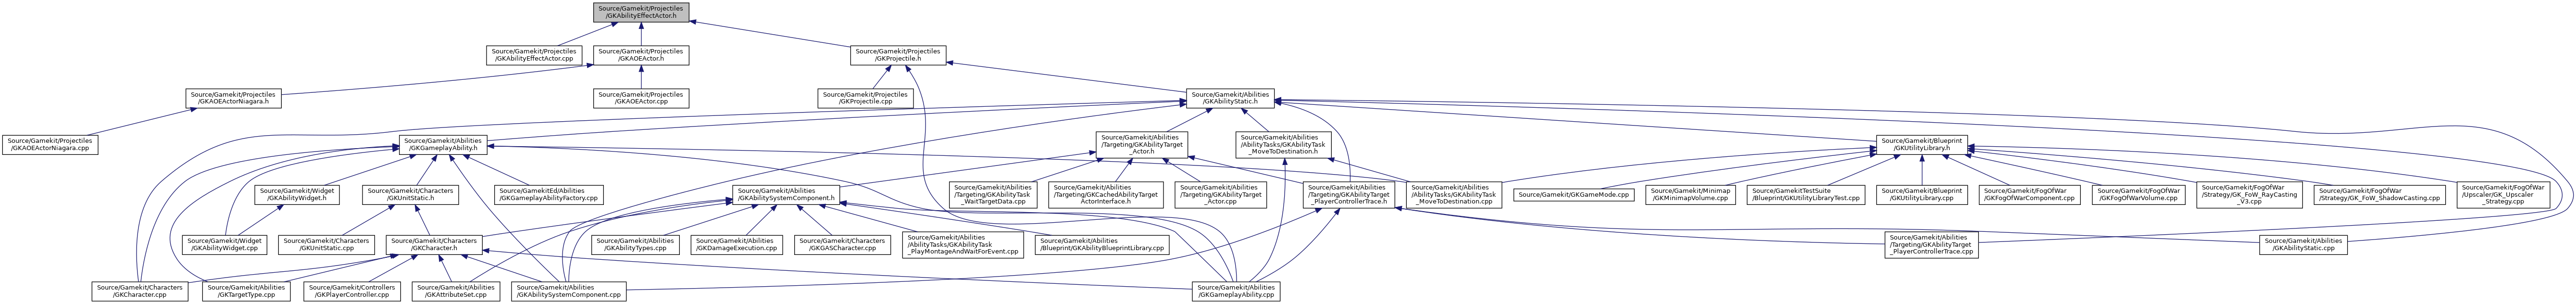 Source/Gamekit/Projectiles
/GKAbilityEffectActor.h
Source/Gamekit/Projectiles
/GKAbilityEffectActor.cpp
Source/Gamekit/Projectiles
/GKAOEActor.h
Source/Gamekit/Projectiles
/GKProjectile.h
Source/Gamekit/Projectiles
/GKAOEActorNiagara.h
Source/Gamekit/Projectiles
/GKAOEActor.cpp
Source/Gamekit/Projectiles
/GKProjectile.cpp
Source/Gamekit/Abilities
/GKAbilityStatic.h
Source/Gamekit/Projectiles
/GKAOEActorNiagara.cpp
Source/Gamekit/Abilities
/GKGameplayAbility.h
Source/Gamekit/Abilities
/Targeting/GKAbilityTarget
_Actor.h
Source/Gamekit/Abilities
/AbilityTasks/GKAbilityTask
_MoveToDestination.h
Source/Gamekit/Blueprint
/GKUtilityLibrary.h
Source/Gamekit/Widget
/GKAbilityWidget.h
Source/Gamekit/Characters
/GKUnitStatic.h
Source/GamekitEd/Abilities
/GKGameplayAbilityFactory.cpp
Source/Gamekit/Abilities
/GKAbilitySystemComponent.h
Source/Gamekit/Abilities
/Targeting/GKAbilityTask
_WaitTargetData.cpp
Source/Gamekit/Abilities
/Targeting/GKCachedAbilityTarget
ActorInterface.h
Source/Gamekit/Abilities
/Targeting/GKAbilityTarget
_Actor.cpp
Source/Gamekit/Abilities
/Targeting/GKAbilityTarget
_PlayerControllerTrace.h
Source/Gamekit/Abilities
/AbilityTasks/GKAbilityTask
_MoveToDestination.cpp
Source/Gamekit/GKGameMode.cpp
Source/Gamekit/Minimap
/GKMinimapVolume.cpp
Source/GamekitTestSuite
/Blueprint/GKUtilityLibraryTest.cpp
Source/Gamekit/Blueprint
/GKUtilityLibrary.cpp
Source/Gamekit/FogOfWar
/GKFogOfWarComponent.cpp
Source/Gamekit/FogOfWar
/GKFogOfWarVolume.cpp
Source/Gamekit/FogOfWar
/Strategy/GK_FoW_RayCasting
_V3.cpp
Source/Gamekit/FogOfWar
/Strategy/GK_FoW_ShadowCasting.cpp
Source/Gamekit/FogOfWar
/Upscaler/GK_Upscaler
_Strategy.cpp
Source/Gamekit/Widget
/GKAbilityWidget.cpp
Source/Gamekit/Characters
/GKUnitStatic.cpp
Source/Gamekit/Characters
/GKCharacter.h
Source/Gamekit/Abilities
/GKAbilityTypes.cpp
Source/Gamekit/Abilities
/GKDamageExecution.cpp
Source/Gamekit/Characters
/GKGASCharacter.cpp
Source/Gamekit/Abilities
/AbilityTasks/GKAbilityTask
_PlayMontageAndWaitForEvent.cpp
Source/Gamekit/Abilities
/Blueprint/GKAbilityBlueprintLibrary.cpp
Source/Gamekit/Abilities
/Targeting/GKAbilityTarget
_PlayerControllerTrace.cpp
Source/Gamekit/Abilities
/GKAbilityStatic.cpp
Source/Gamekit/Characters
/GKCharacter.cpp
Source/Gamekit/Abilities
/GKTargetType.cpp
Source/Gamekit/Controllers
/GKPlayerController.cpp
Source/Gamekit/Abilities
/GKAttributeSet.cpp
Source/Gamekit/Abilities
/GKAbilitySystemComponent.cpp
Source/Gamekit/Abilities
/GKGameplayAbility.cpp